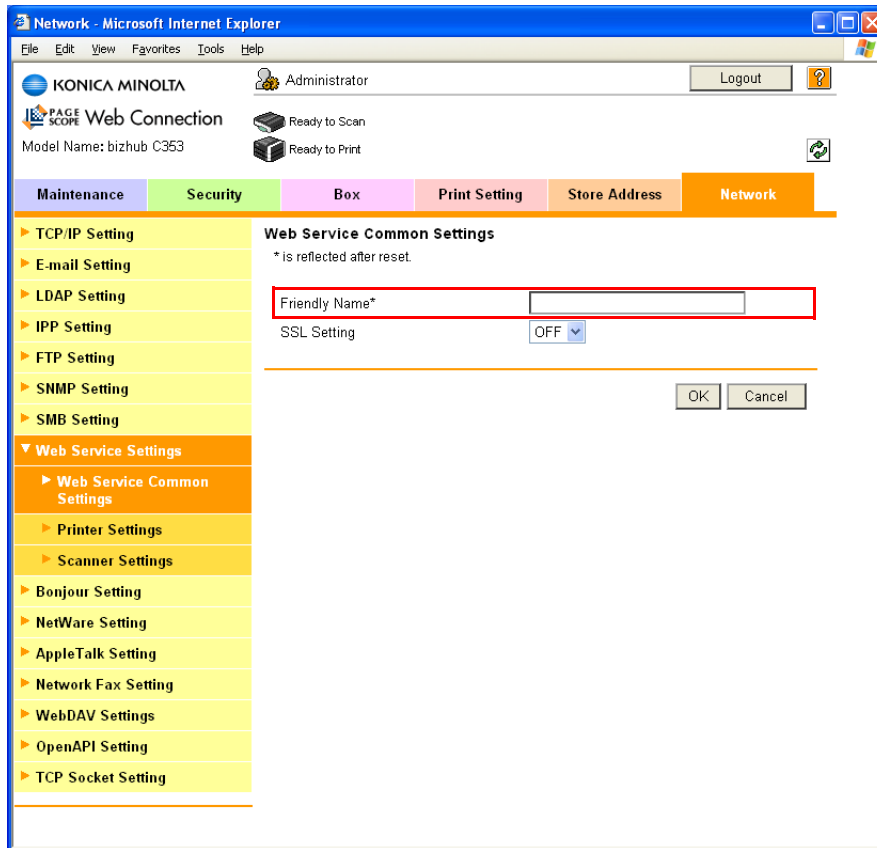 Network - Microsoft Internet Explorer
File Edit View Favorites Tools Help
KONICA MINOLTA
Administrator
Logout
?
PAGE SCOPE Web Connection
Ready to Scan
Model Name: bizhub C353
Ready to Print
Maintenance Security Box Print Setting Store Address Network
TCP/IP Setting
E-mail Setting
LDAP Setting
IPP Setting
FTP Setting
SNMP Setting
SMB Setting
Web Service Settings
Web Service Common
Settings
Printer Settings
Scanner Settings
Bonjour Setting
NetWare Setting
AppleTalk Setting
Network Fax Setting
WebDAV Settings
OpenAPI Setting
TCP Socket Setting
Web Service Common Settings
* is reflected after reset.
Friendly Name*
SSL Setting OFF
OK Cancel